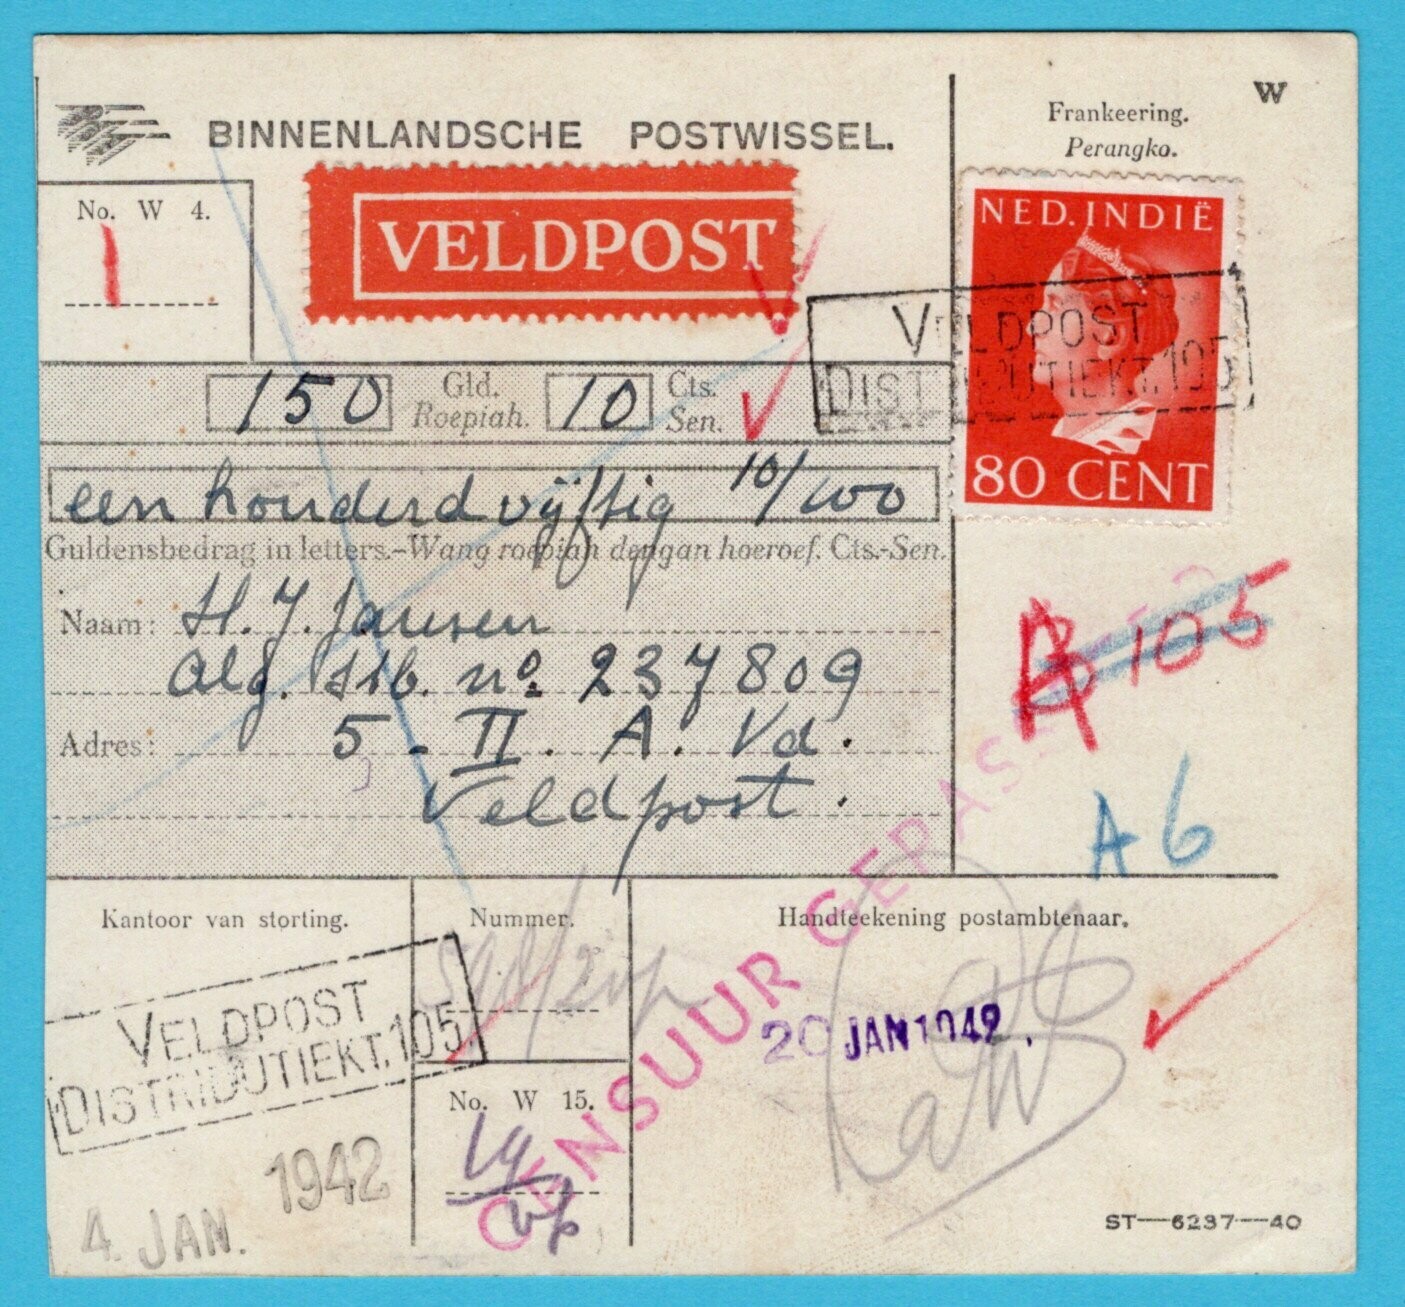 W
BINNENLANDSCHE POSTWISSEL.
Frankeering.
Perangko.
No. W 4.
1
VELDPOST
NED. INDIË
80 CENT
VELDPOST
DISTRIBUTIEKT.105
150 Gld. Roepiah. 10 Cts. Sen.
een honderd vijftig 10/100
Guldensbedrag in letters.-Wang roepiah dengan hoeroef. Cts.-Sen.
Naam: H. J. Jansen
Alg. Stb. no. 237809
Adres: 5 - II. A. Vd.
Veldpost.
105
A 6
CENSUUR GEPASSEERD
Kantoor van storting.
Nummer.
Handteekening postambtenaar.
VELDPOST
DISTRIBUTIEKT.105
4. JAN. 1942
No. W 15.
20 JAN 1942.
ST—6237—40